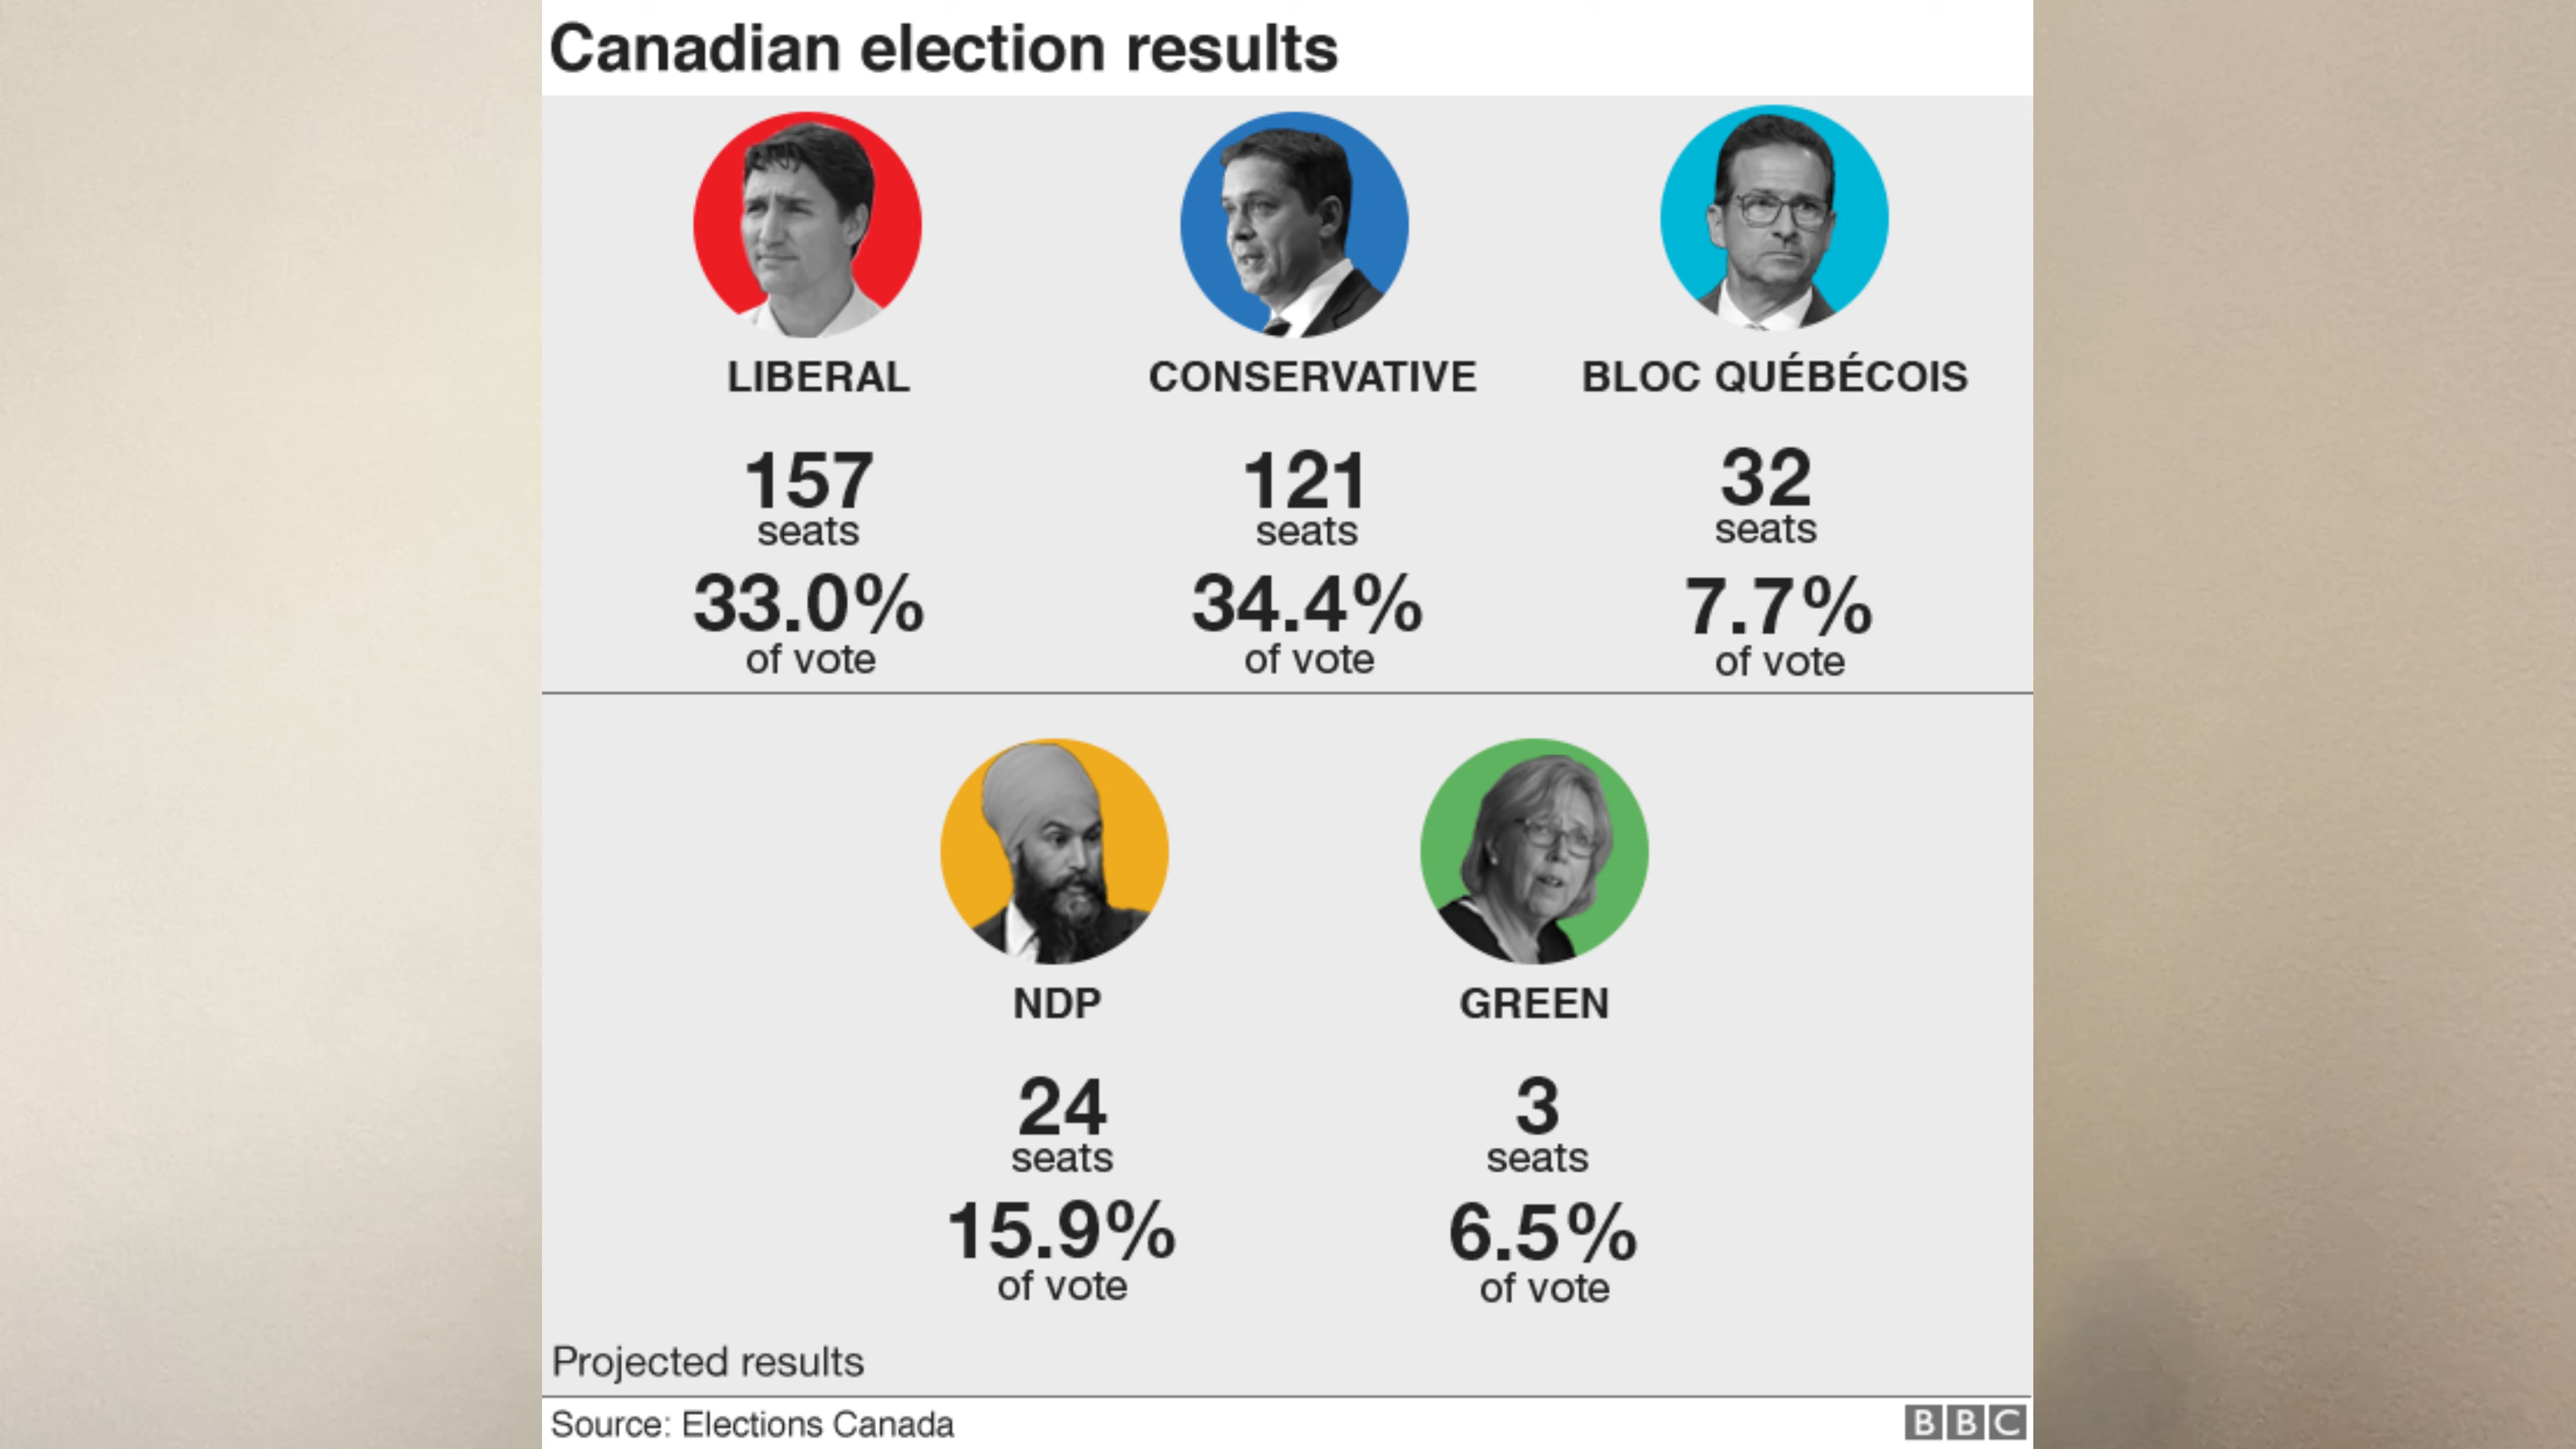 Canadian election results
LIBERAL
157
seats
33.0%
of vote
CONSERVATIVE
121
seats
34.4%
of vote
BLOC QUÉBÉCOIS
32
seats
7.7%
of vote
NDP
24
seats
15.9%
of vote
GREEN
3
seats
6.5%
of vote
Projected results
Source: Elections Canada
BBC